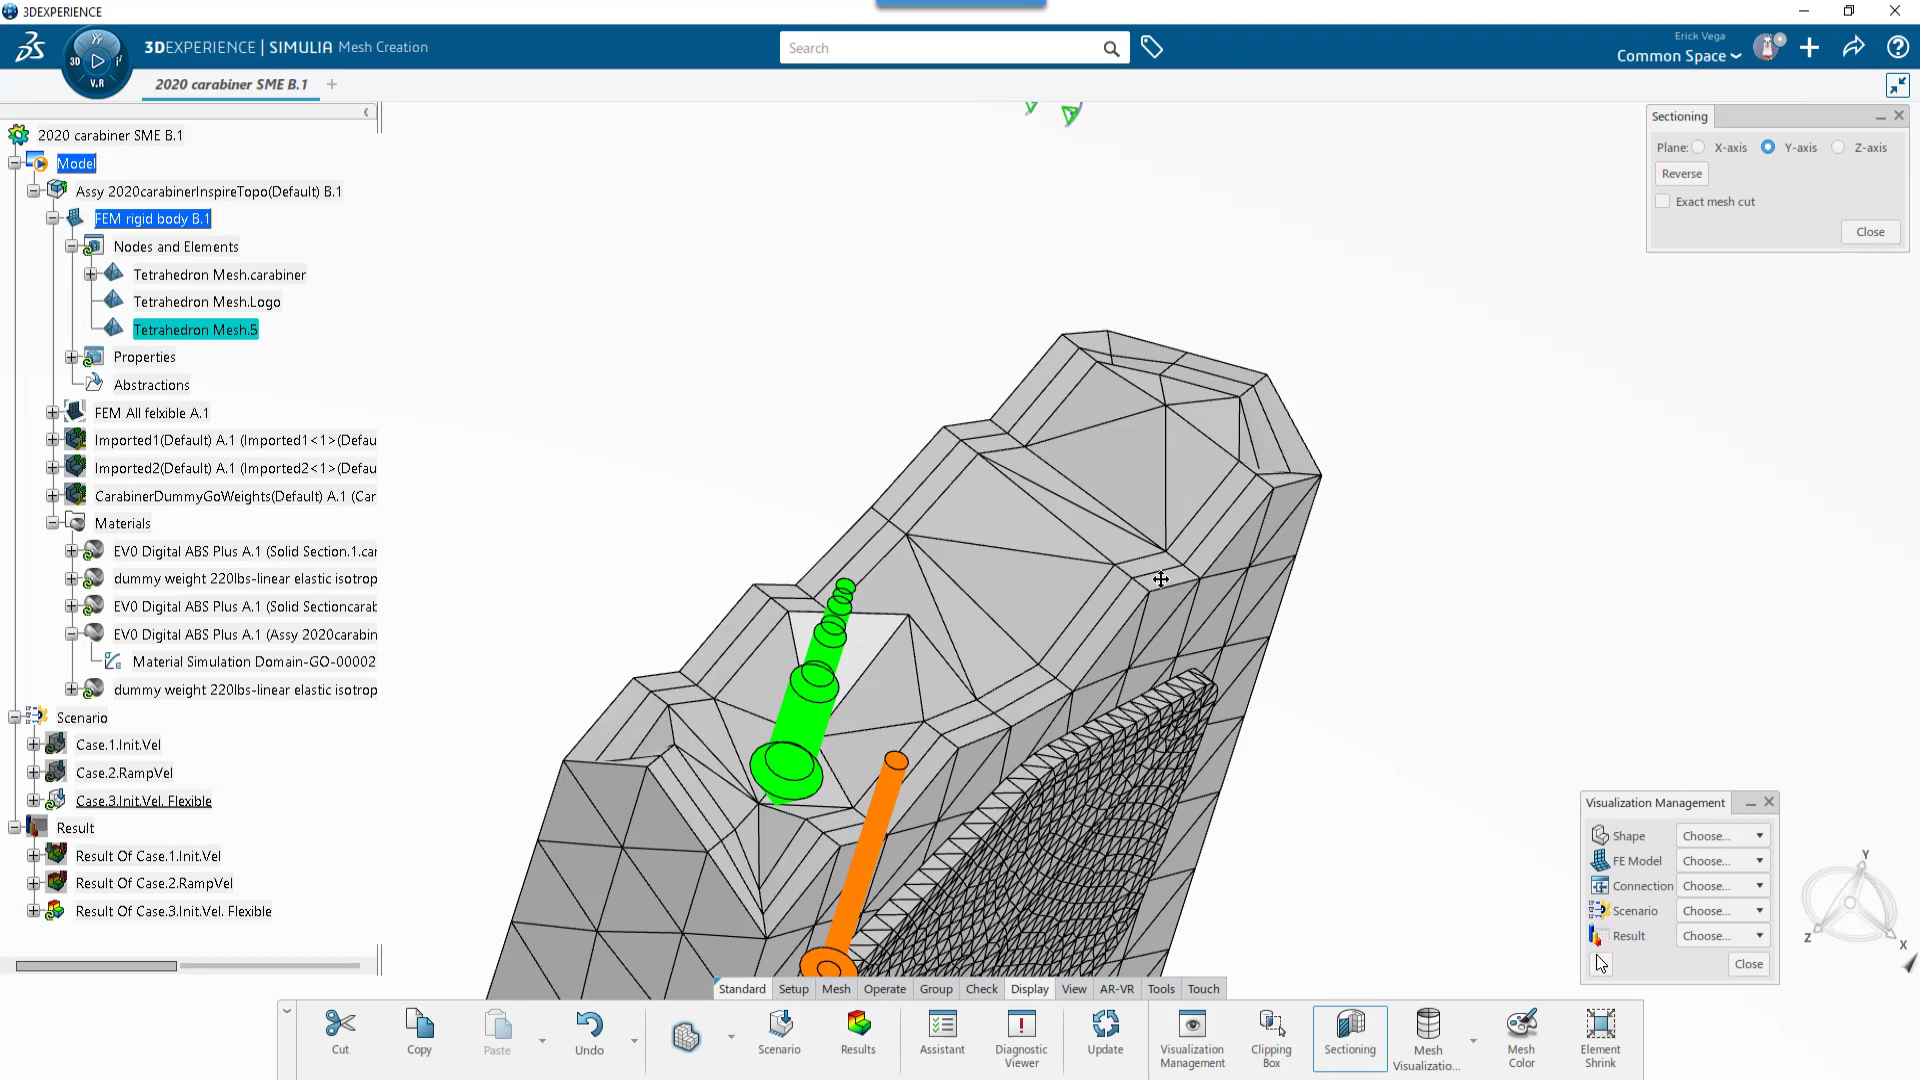 3DEXPERIENCE
3DEXPERIENCE | SIMULIA Mesh Creation
3D
V.R
Search
Erick Vega
Common Space
2020 carabiner SME B.1
2020 carabiner SME B.1
Model
Assy 2020carabinerInspireTopo(Default) B.1
FEM rigid body B.1
Nodes and Elements
Tetrahedron Mesh.carabiner
Tetrahedron Mesh.Logo
Tetrahedron Mesh.5
Properties
Abstractions
FEM All felxible A.1
Imported1(Default) A.1 (Imported1<1>(Defau
Imported2(Default) A.1 (Imported2<1>(Defau
CarabinerDummyGoWeights(Default) A.1 (Car
Materials
EV0 Digital ABS Plus A.1 (Solid Section.1.car
dummy weight 220lbs-linear elastic isotrop
EV0 Digital ABS Plus A.1 (Solid Sectioncarab
EV0 Digital ABS Plus A.1 (Assy 2020carabin
Material Simulation Domain-GO-00002
dummy weight 220lbs-linear elastic isotrop
Scenario
Case.1.Init.Vel
Case.2.RampVel
Case.3.Init.Vel. Flexible
Result
Result Of Case.1.Init.Vel
Result Of Case.2.RampVel
Result Of Case.3.Init.Vel. Flexible
Sectioning
Plane: X-axis Y-axis Z-axis
Reverse
Exact mesh cut
Close
Visualization Management
Shape Choose...
FE Model Choose...
Connection Choose...
Scenario Choose...
Result Choose...
Close
Y
Z
X
Standard Setup Mesh Operate Group Check Display View AR-VR Tools Touch
Cut
Copy
Paste
Undo
Scenario
Results
Assistant
Diagnostic
Viewer
Update
Visualization
Management
Clipping
Box
Sectioning
Mesh
Visualizatio...
Mesh
Color
Element
Shrink